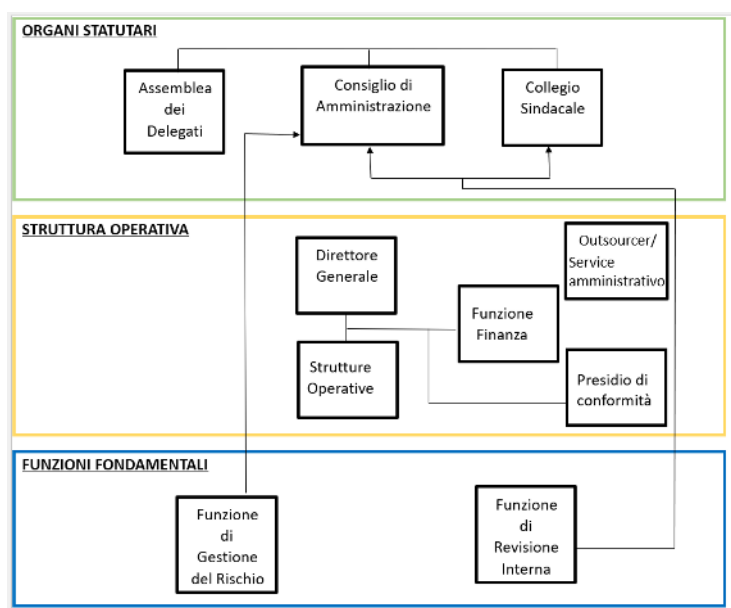 ORGANI STATUTARI
Assemblea
dei
Delegati
Consiglio di
Amministrazione
Collegio
Sindacale
STRUTTURA OPERATIVA
Direttore
Generale
Outsourcer/
Service
amministrativo
Funzione
Finanza
Strutture
Operative
Presidio di
conformità
FUNZIONI FONDAMENTALI
Funzione
di
Gestione
del Rischio
Funzione
di
Revisione
Interna